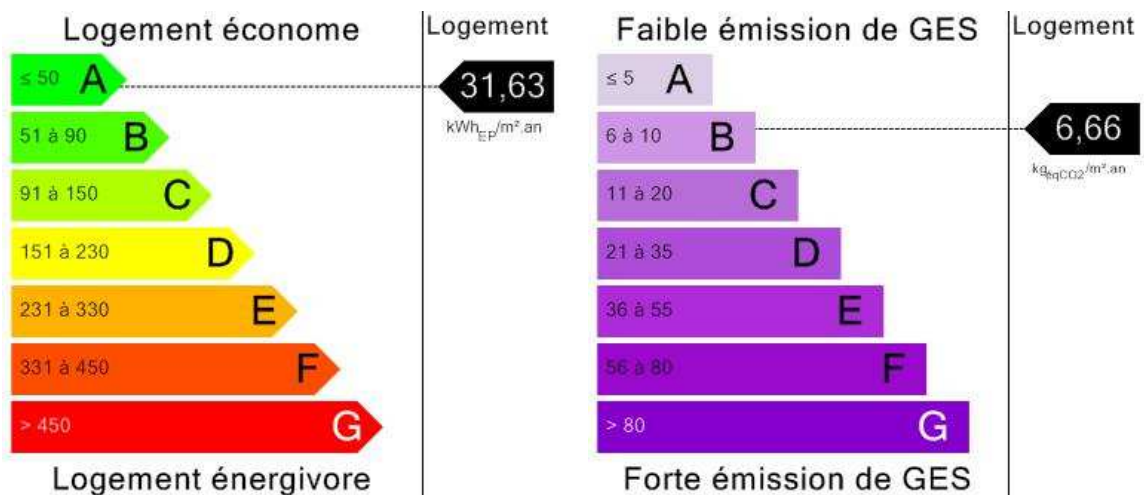 Logement économe
Logement
≤ 50 A
31,63
kWhEP/m².an
51 à 90 B
91 à 150 C
151 à 230 D
231 à 330 E
331 à 450 F
> 450 G
Logement énergivore
Faible émission de GES
Logement
≤ 5 A
6 à 10 B
6,66
kgéqCO2/m².an
11 à 20 C
21 à 35 D
36 à 55 E
56 à 80 F
> 80 G
Forte émission de GES